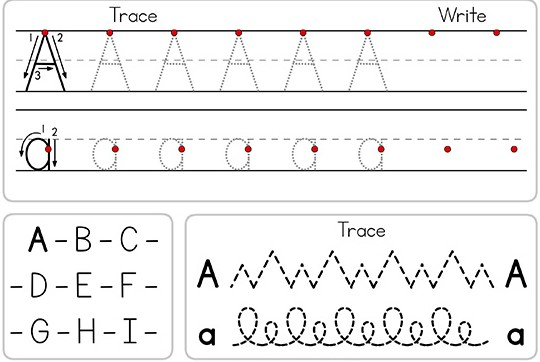 Trace Write
A A A A A A
1 2 3
a a a a a a
1 2
A – B – C –
– D – E – F –
– G – H – I –
Trace
A A
a a